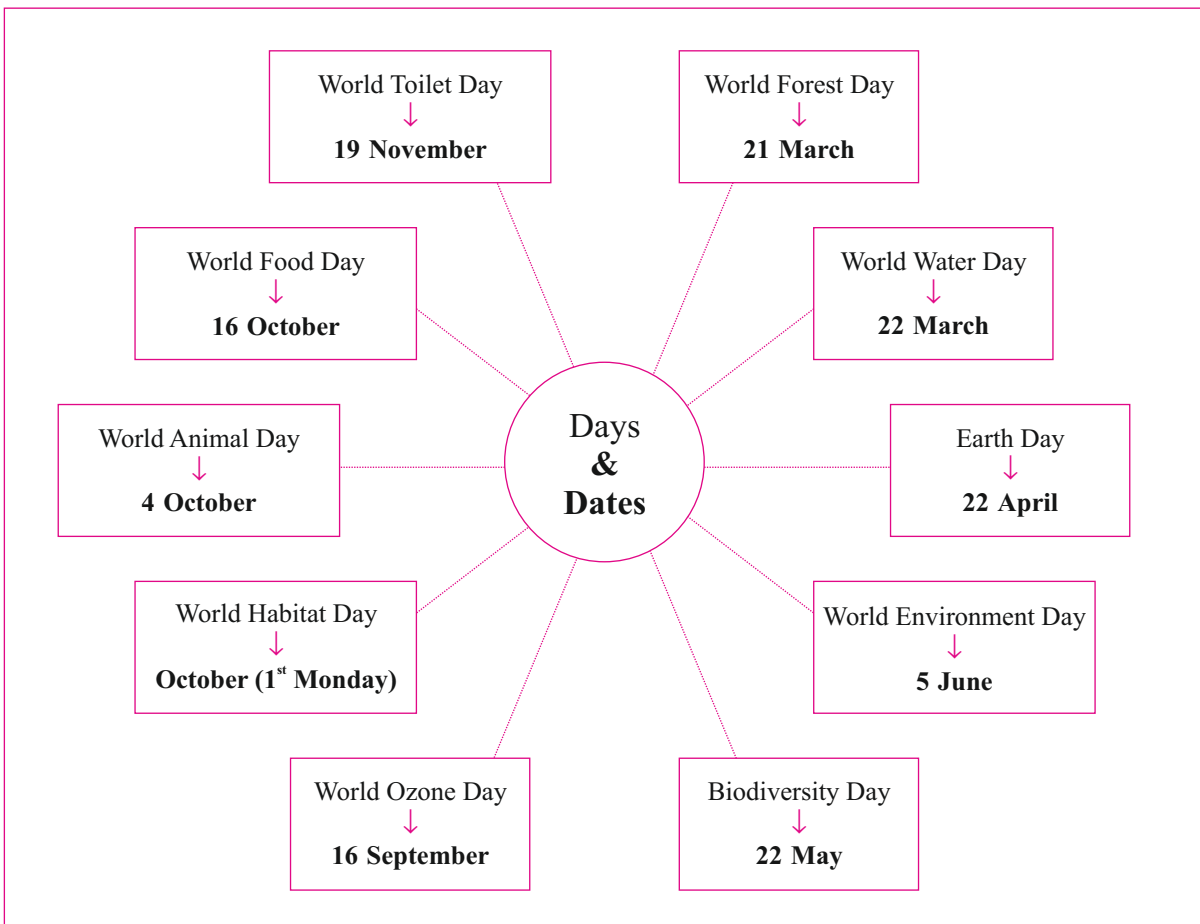 World Toilet Day
↓
19 November
World Forest Day
↓
21 March
World Food Day
↓
16 October
World Water Day
↓
22 March
World Animal Day
↓
4 October
Days
&
Dates
Earth Day
↓
22 April
World Habitat Day
↓
October (1st Monday)
World Environment Day
↓
5 June
World Ozone Day
↓
16 September
Biodiversity Day
↓
22 May